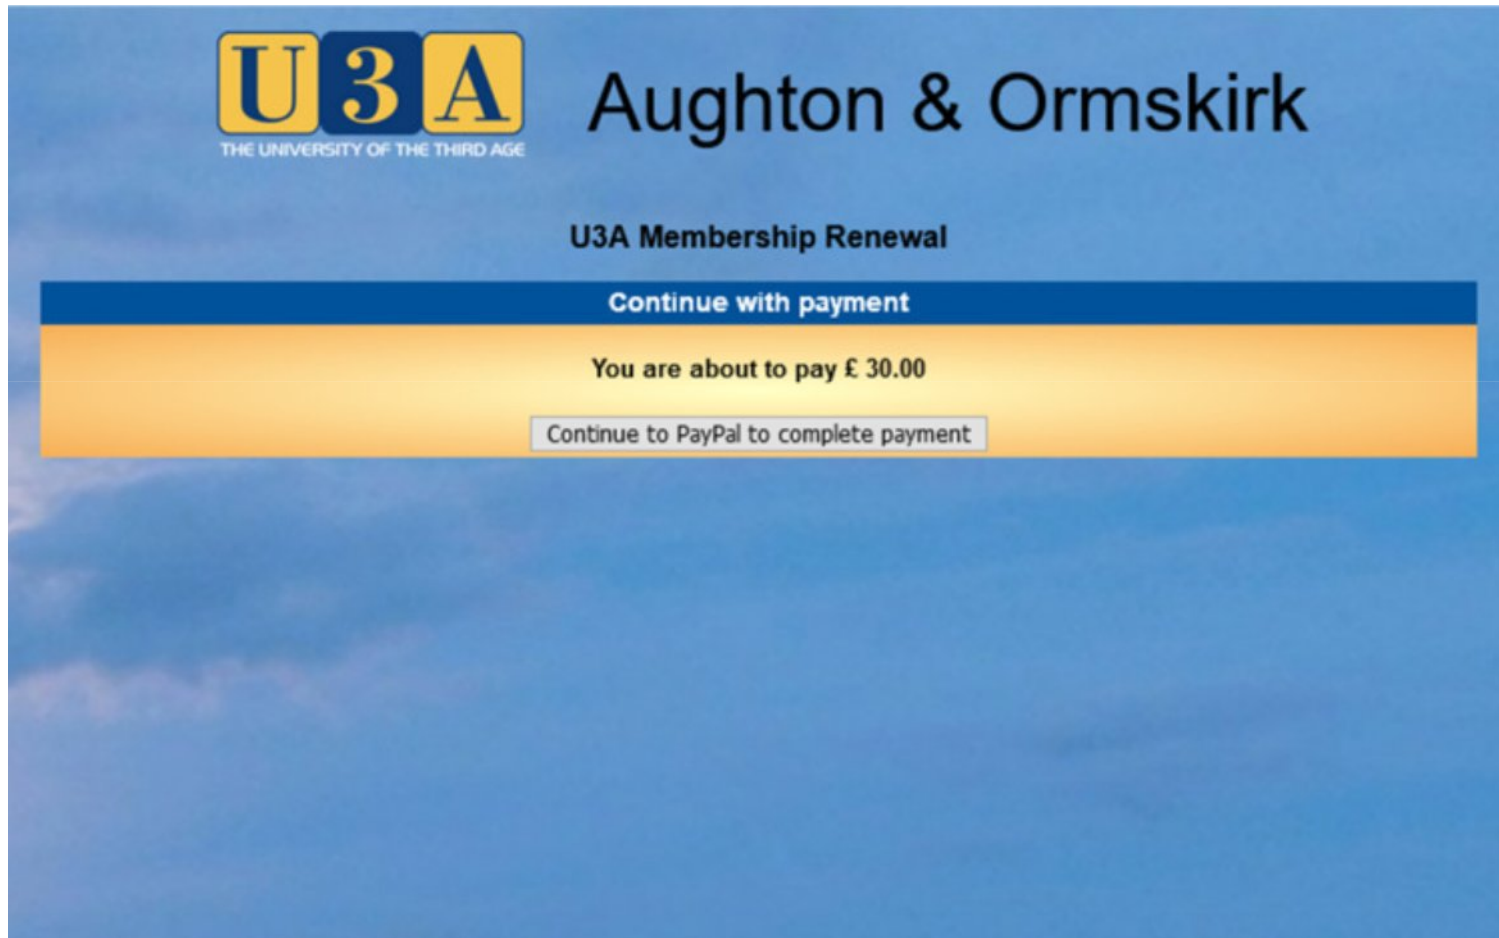 U3A
THE UNIVERSITY OF THE THIRD AGE
Aughton & Ormskirk
U3A Membership Renewal
Continue with payment
You are about to pay £ 30.00
Continue to PayPal to complete payment